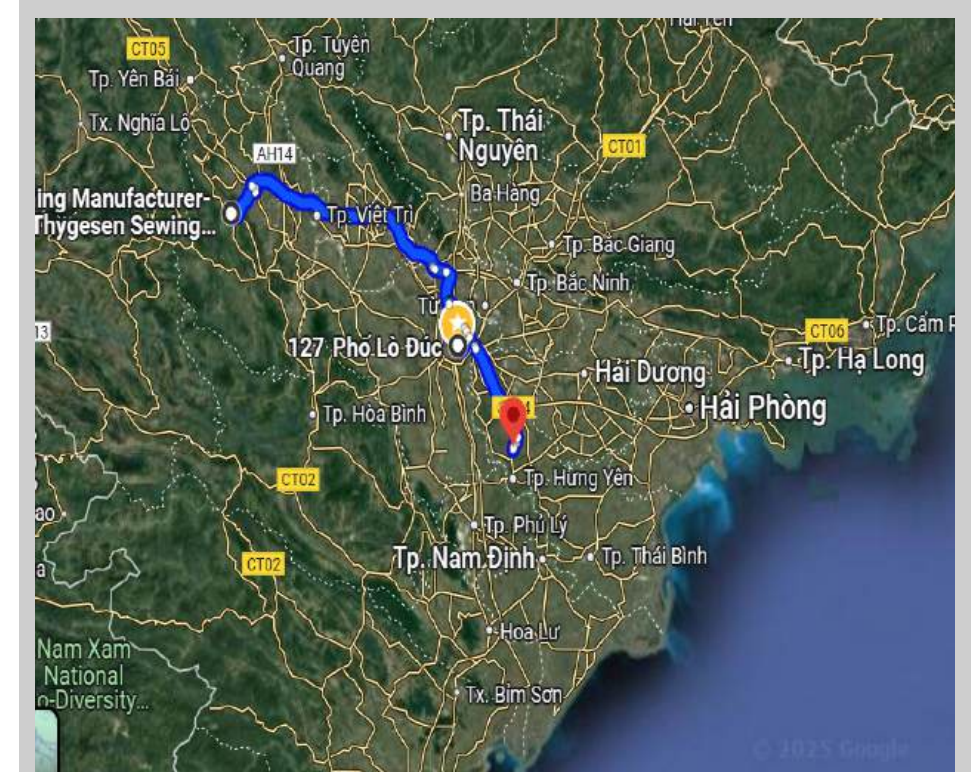 CT05
Tp. Tuyên
Quang
Tp. Yên Bái
Tx. Nghĩa Lộ
AH14
Tp. Thái
Nguyên
CT01
Ba Hàng
ing Manufacturer-
Thygesen Sewing...
Tp. Việt Trì
Tp. Bắc Giang
Tp. Bắc Ninh
13
CT06
Tp. Cẩm P
127 Phố Lò Đúc
Tp. Hạ Long
Hải Dương
Hải Phòng
Tp. Hòa Bình
CT02
Tp. Hưng Yên
ao
Tp. Phủ Lý
CT02
Tp. Nam Định
Tp. Thái Bình
a
Hoa Lư
Nam Xam
National
o-Diversity...
Tx. Bỉm Sơn
© 2025 Google